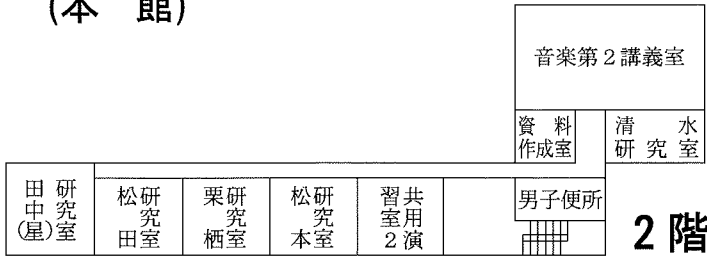 (本 館)
音楽第2講義室
資 料
作成室
清 水
研 究 室
田中(星)
研究室
松田
研究室
栗栖
研究室
松本
研究室
共用演
習室2
男子便所
2階